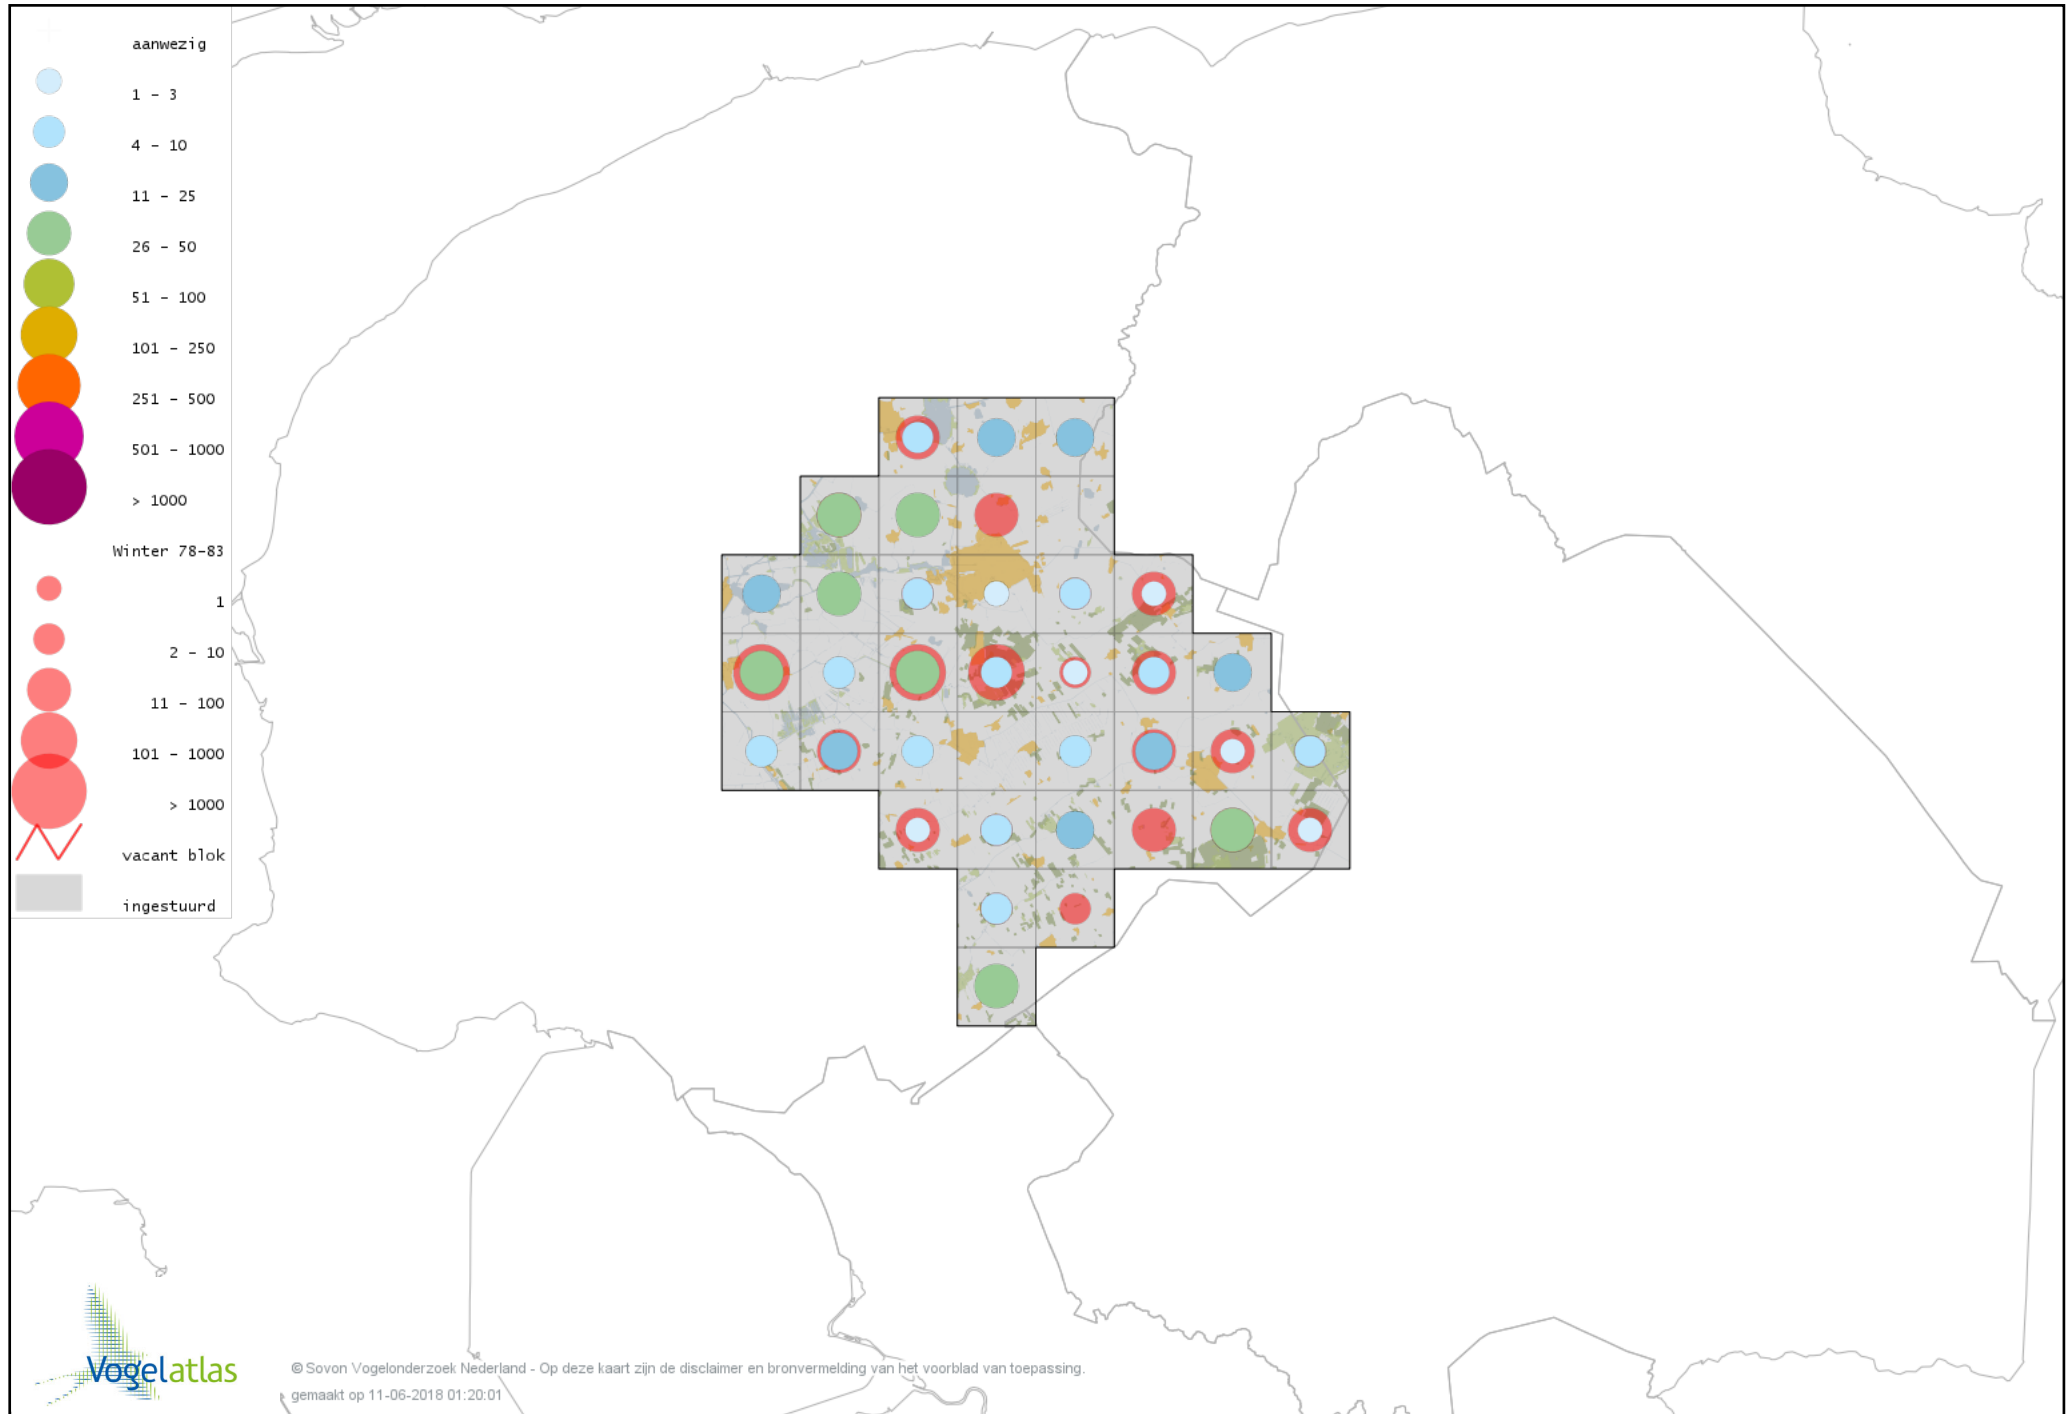 aanwezig
1 - 3
4 - 10
11 - 25
26 - 50
51 - 100
101 - 250
251 - 500
501 - 1000
> 1000
Winter 78-83
1
2 - 10
11 - 100
101 - 1000
> 1000
vacant blok
ingestuurd
Vogelatlas
© Sovon Vogelonderzoek Nederland - Op deze kaart zijn de disclaimer en bronvermelding van het voorblad van toepassing.
gemaakt op 11-06-2018 01:20:01